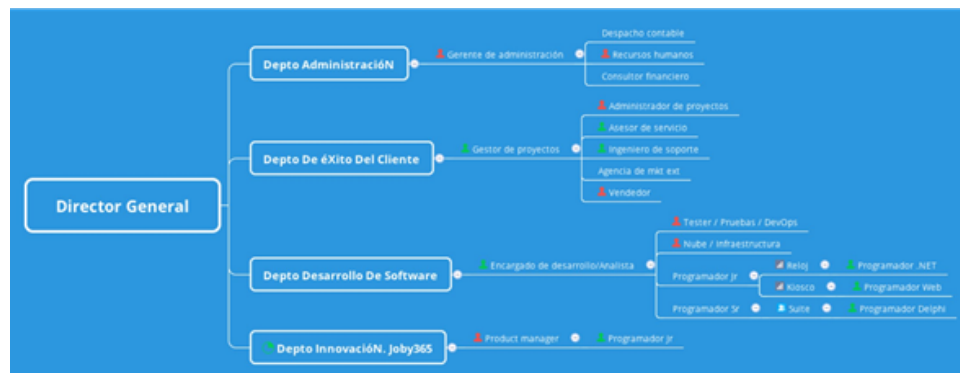 Director General
Depto AdministracióN
Gerente de administración
Despacho contable
Recursos humanos
Consultor financiero
Depto De éXito Del Cliente
Gestor de proyectos
Administrador de proyectos
Asesor de servicio
Ingeniero de soporte
Agencia de mkt ext
Vendedor
Depto Desarrollo De Software
Encargado de desarrollo/Analista
Tester / Pruebas / DevOps
Nube / Infraestructura
Programador Jr
Reloj
Programador .NET
Kiosco
Programador Web
Programador Sr
Suite
Programador Delphi
Depto InnovacióN. Joby365
Product manager
Programador Jr